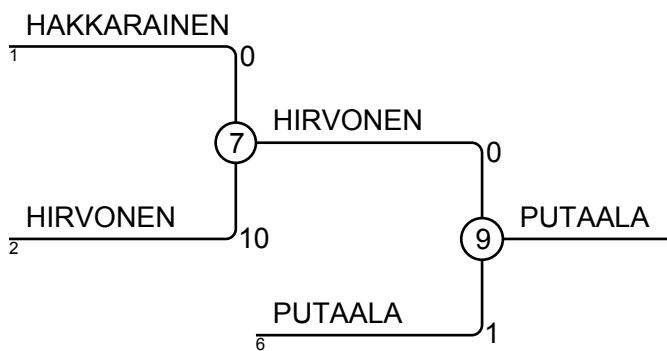 HAKKARAINEN
1
0
7
HIRVONEN
0
HIRVONEN
2
10
9
PUTAALA
PUTAALA
6
1